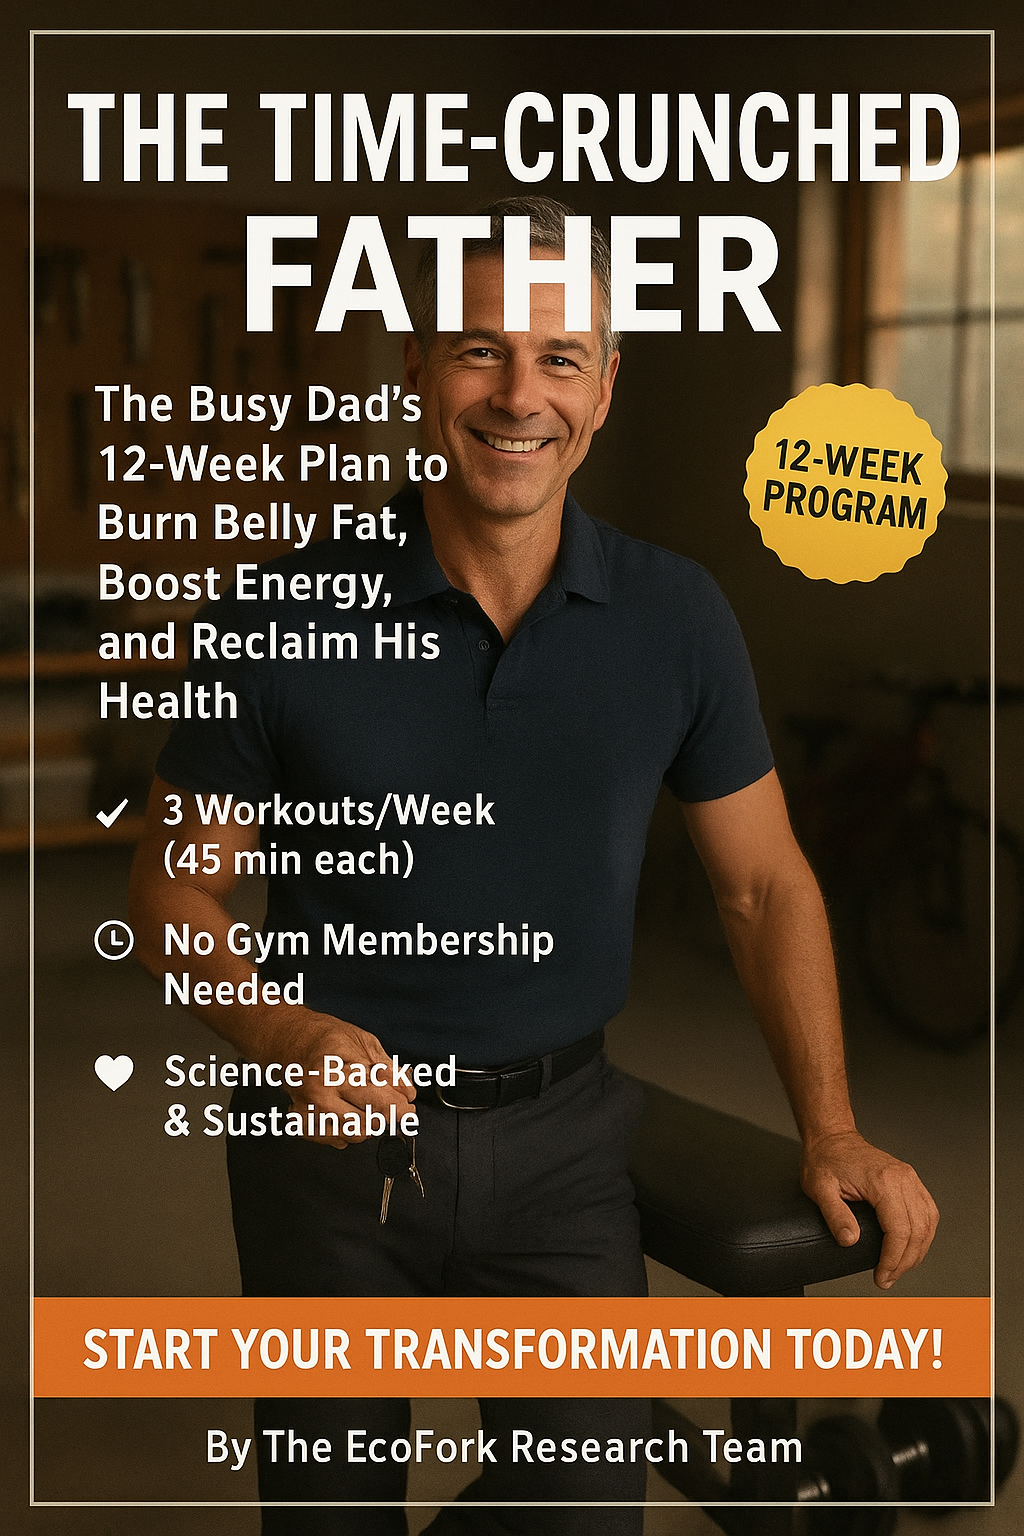 THE TIME-CRUNCHED
FATHER
The Busy Dad's
12-Week Plan to
Burn Belly Fat,
Boost Energy,
and Reclaim His
Health
12-WEEK
PROGRAM
3 Workouts/Week
(45 min each)
No Gym Membership
Needed
Science-Backed
& Sustainable
START YOUR TRANSFORMATION TODAY!
By The EcoFork Research Team